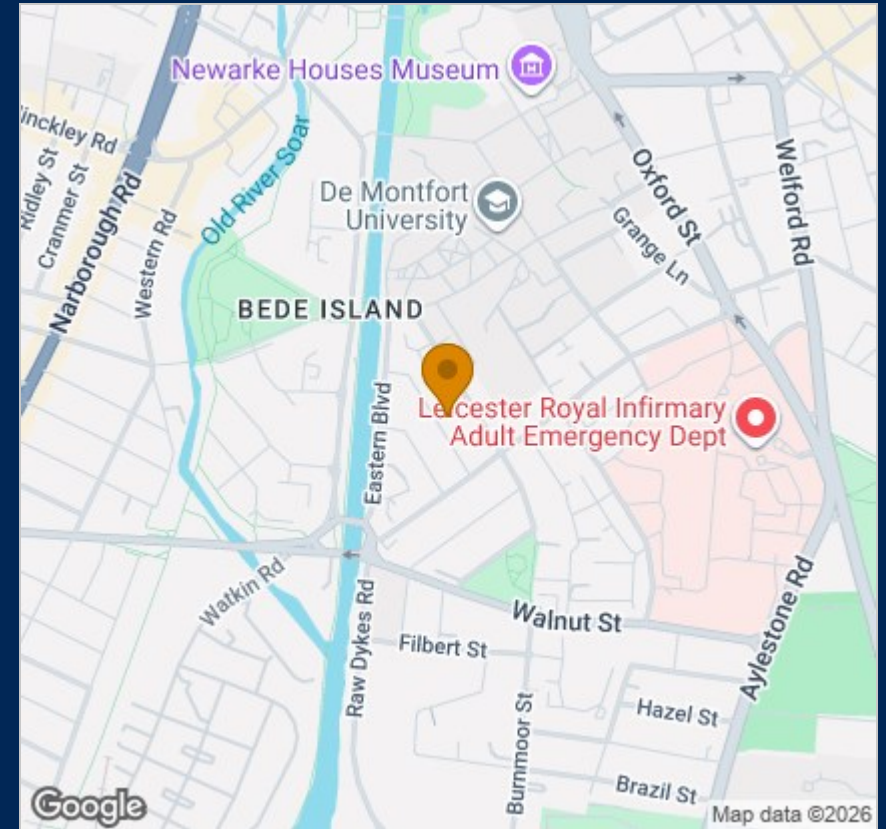 Newarke Houses Museum
Hinckley Rd
Ridley St
Cranmer St
Narborough Rd
Western Rd
Old River Soar
De Montfort
University
Oxford St
Welford Rd
Grange Ln
BEDE ISLAND
Eastern Blvd
Leicester Royal Infirmary
Adult Emergency Dept
Watkin Rd
Raw Dykes Rd
Walnut St
Filbert St
Aylestone Rd
Burnmoor St
Hazel St
Brazil St
Google
Map data ©2026